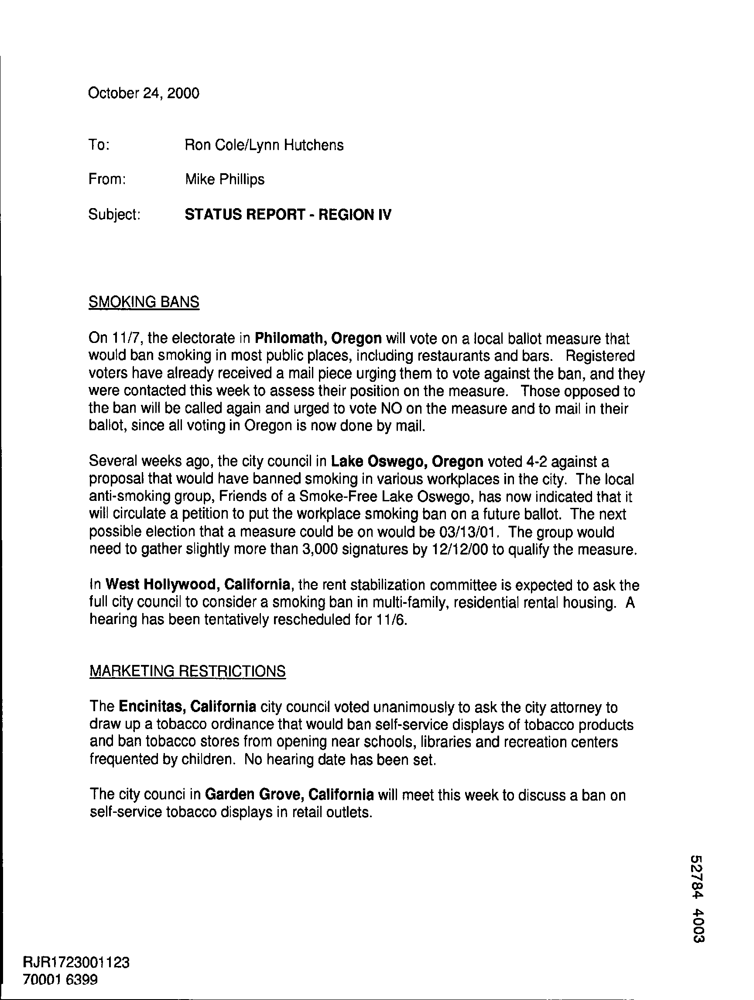 October 24, 2000
To: Ron Cole/Lynn Hutchens
From: Mike Phillips
Subject: STATUS REPORT - REGION IV
SMOKING BANS
On 11/7, the electorate in Philomath, Oregon will vote on a local ballot measure that
would ban smoking in most public places, including restaurants and bars. Registered
voters have already received a mail piece urging them to vote against the ban, and they
were contacted this week to assess their position on the measure. Those opposed to
the ban will be called again and urged to vote NO on the measure and to mail in their
ballot, since all voting in Oregon is now done by mail.
Several weeks ago, the city council in Lake Oswego, Oregon voted 4-2 against a
proposal that would have banned smoking in various workplaces in the city. The local
anti-smoking group, Friends of a Smoke-Free Lake Oswego, has now indicated that it
will circulate a petition to put the workplace smoking ban on a future ballot. The next
possible election that a measure could be on would be 03/13/01. The group would
need to gather slightly more than 3,000 signatures by 12/12/00 to qualify the measure.
In West Hollywood, California, the rent stabilization committee is expected to ask the
full city council to consider a smoking ban in multi-family, residential rental housing. A
hearing has been tentatively rescheduled for 11/6.
MARKETING RESTRICTIONS
The Encinitas, California city council voted unanimously to ask the city attorney to
draw up a tobacco ordinance that would ban self-service displays of tobacco products
and ban tobacco stores from opening near schools, libraries and recreation centers
frequented by children. No hearing date has been set.
The city counci in Garden Grove, California will meet this week to discuss a ban on
self-service tobacco displays in retail outlets.
52784 4003
RJR1723001123
70001 6399